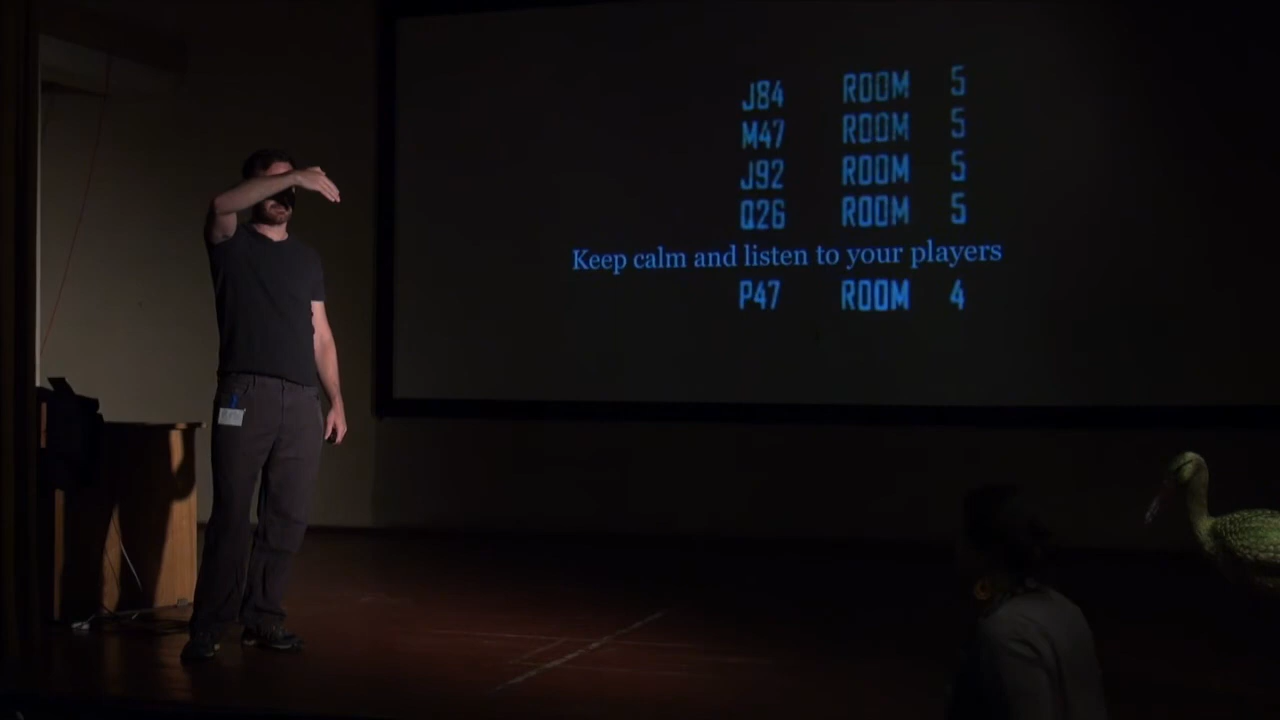 J84 ROOM 5
M47 ROOM 5
J92 ROOM 5
Q26 ROOM 5
Keep calm and listen to your players
P47 ROOM 4